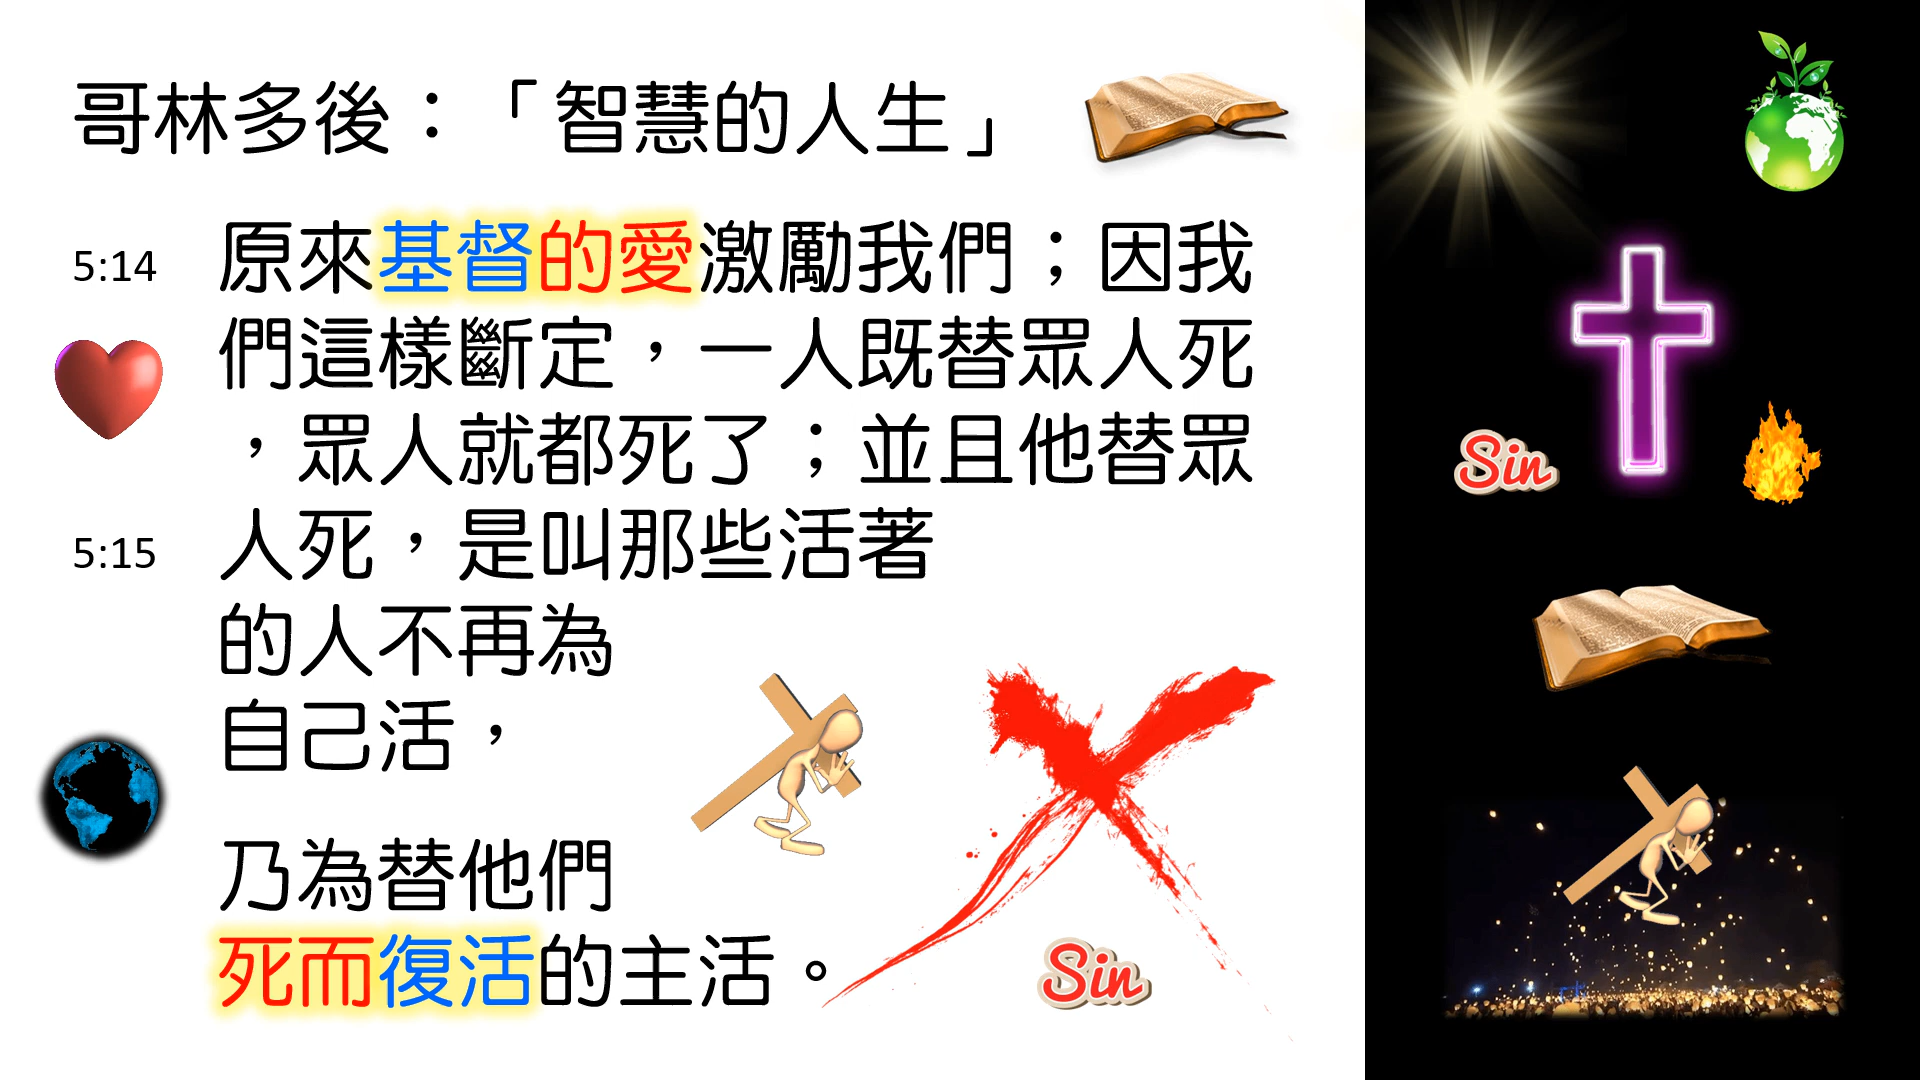 哥林多後：「智慧的人生」
5:14 原來基督的愛激勵我們；因我
們這樣斷定，一人既替眾人死
，眾人就都死了；並且他替眾
5:15 人死，是叫那些活著
的人不再為
自己活，
乃為替他們
死而復活的主活。
Sin
Sin